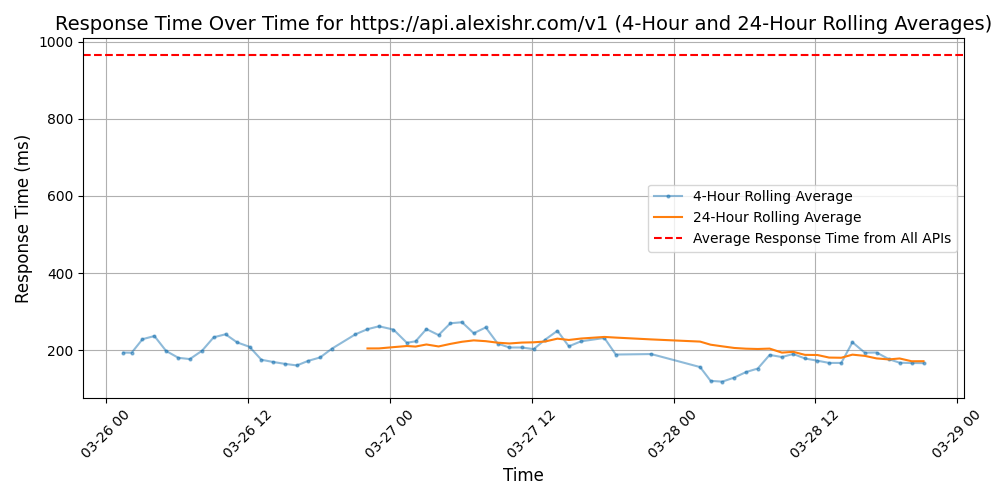 Response Time Over Time for https://api.alexishr.com/v1 (4-Hour and 24-Hour Rolling Averages)
1000
800
600
400
200
Response Time (ms)
4-Hour Rolling Average
24-Hour Rolling Average
Average Response Time from All APIs
03-26 00
03-26 12
03-27 00
03-27 12
03-28 00
03-28 12
03-29 00
Time